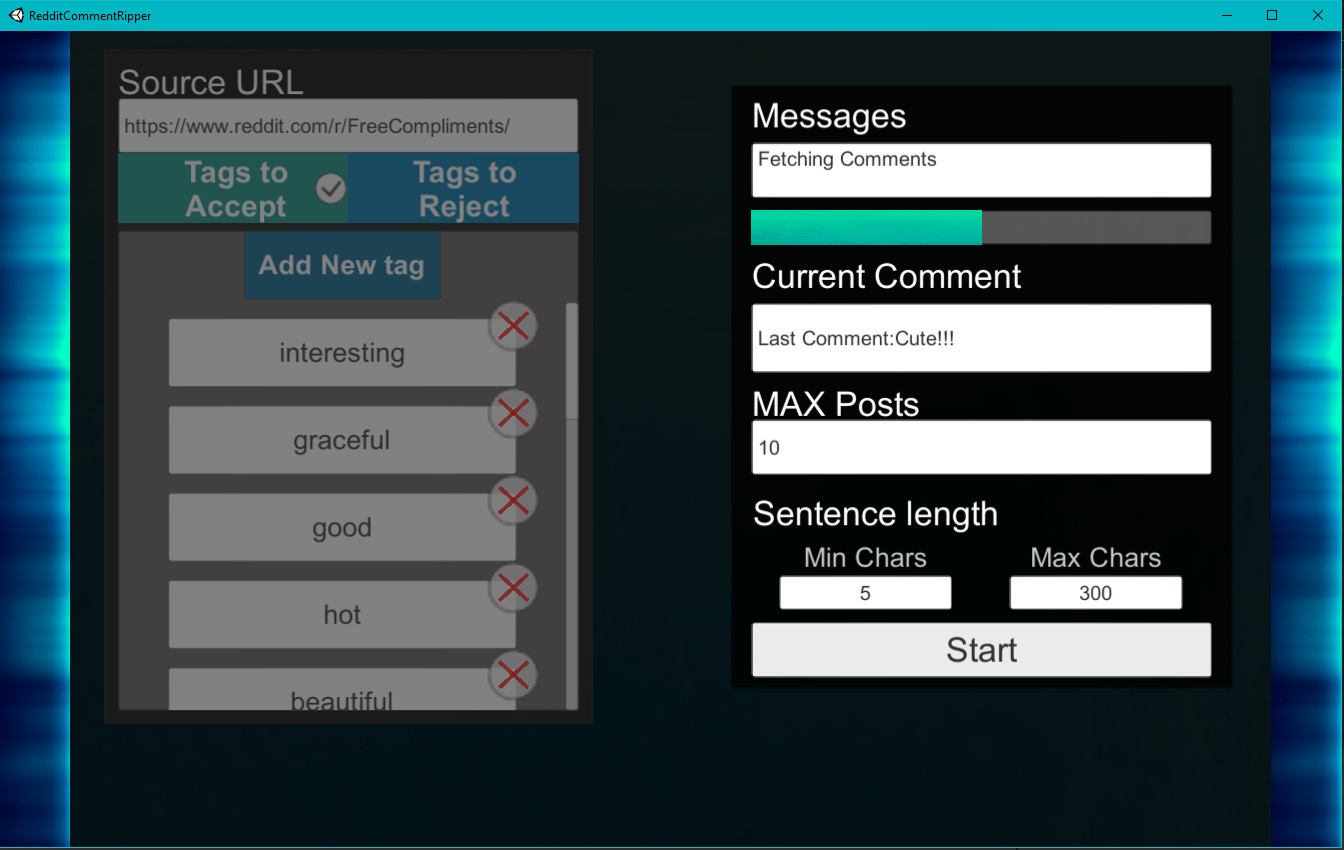 RedditCommentRipper
Source URL
https://www.reddit.com/r/FreeCompliments/
Tags to
Accept
Tags to
Reject
Add New tag
interesting
graceful
good
hot
beautiful
Messages
Fetching Comments
Current Comment
Last Comment:Cute!!!
MAX Posts
10
Sentence length
Min Chars
Max Chars
5
300
Start